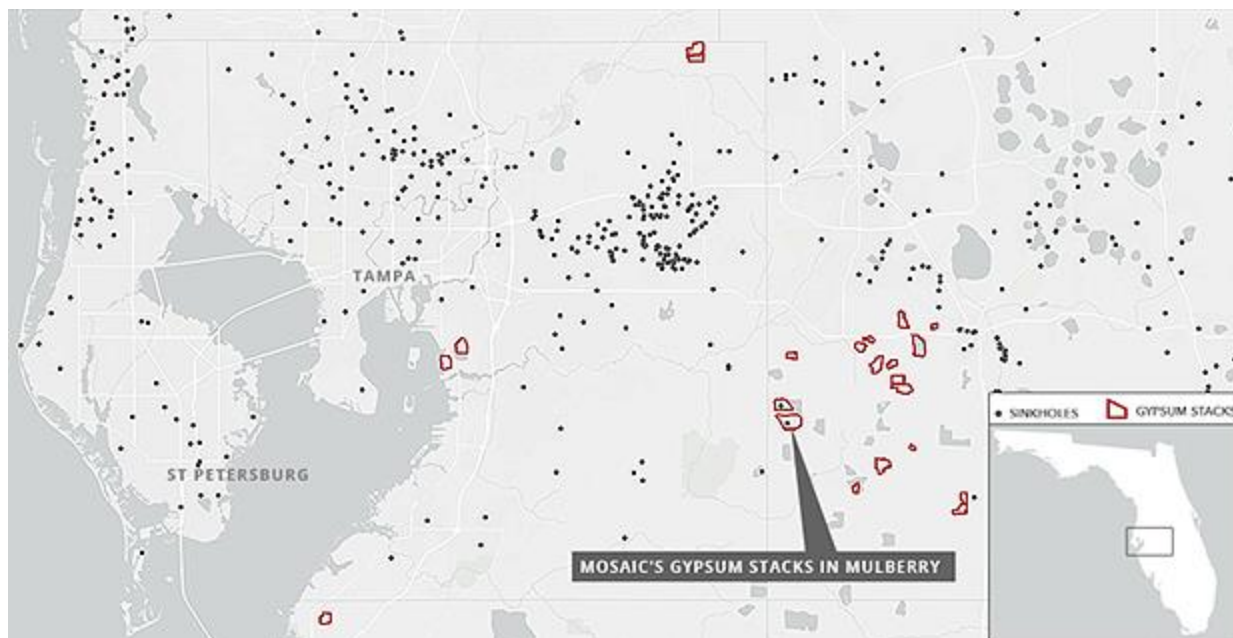 TAMPA
ST PETERSBURG
SINKHOLES
GYPSUM STACKS
MOSAIC'S GYPSUM STACKS IN MULBERRY